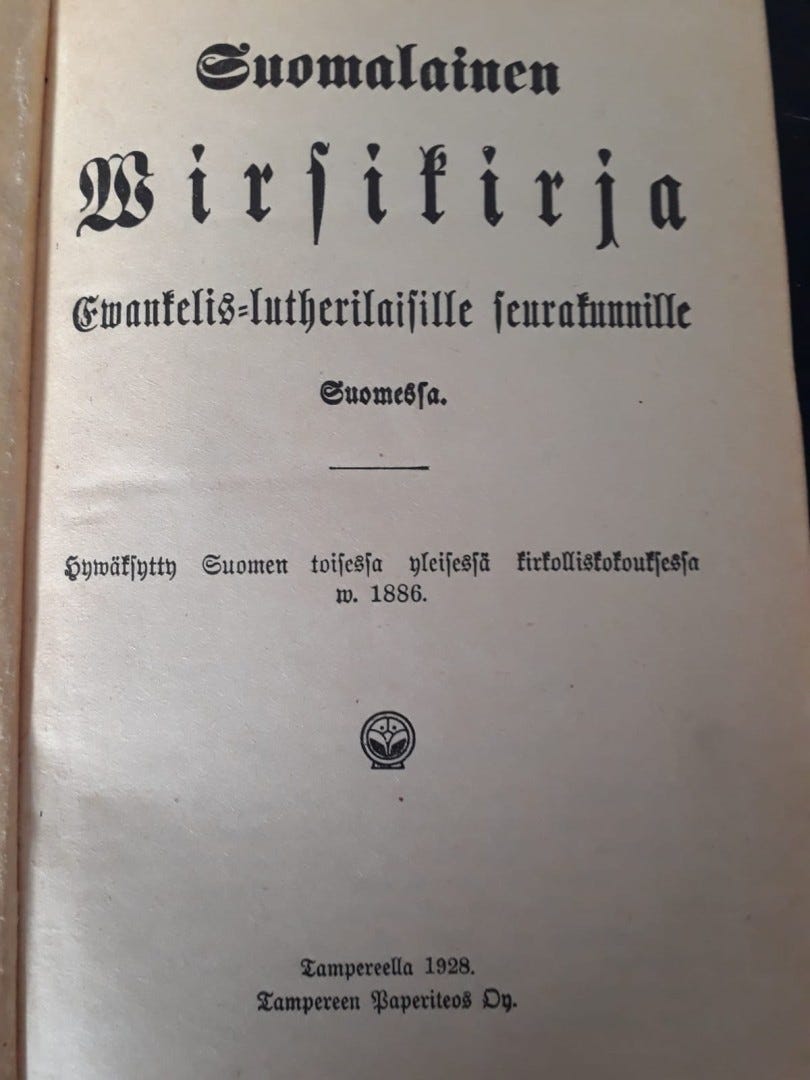 Suomalainen
Wirsikirja
Ewankelis-lutherilaisille seurakunnille
Suomessa.
Hywäksytty Suomen toisessa yleisessä kirkolliskokouksessa
w. 1886.
Tampereella 1928.
Tampereen Paperiteos Oy.